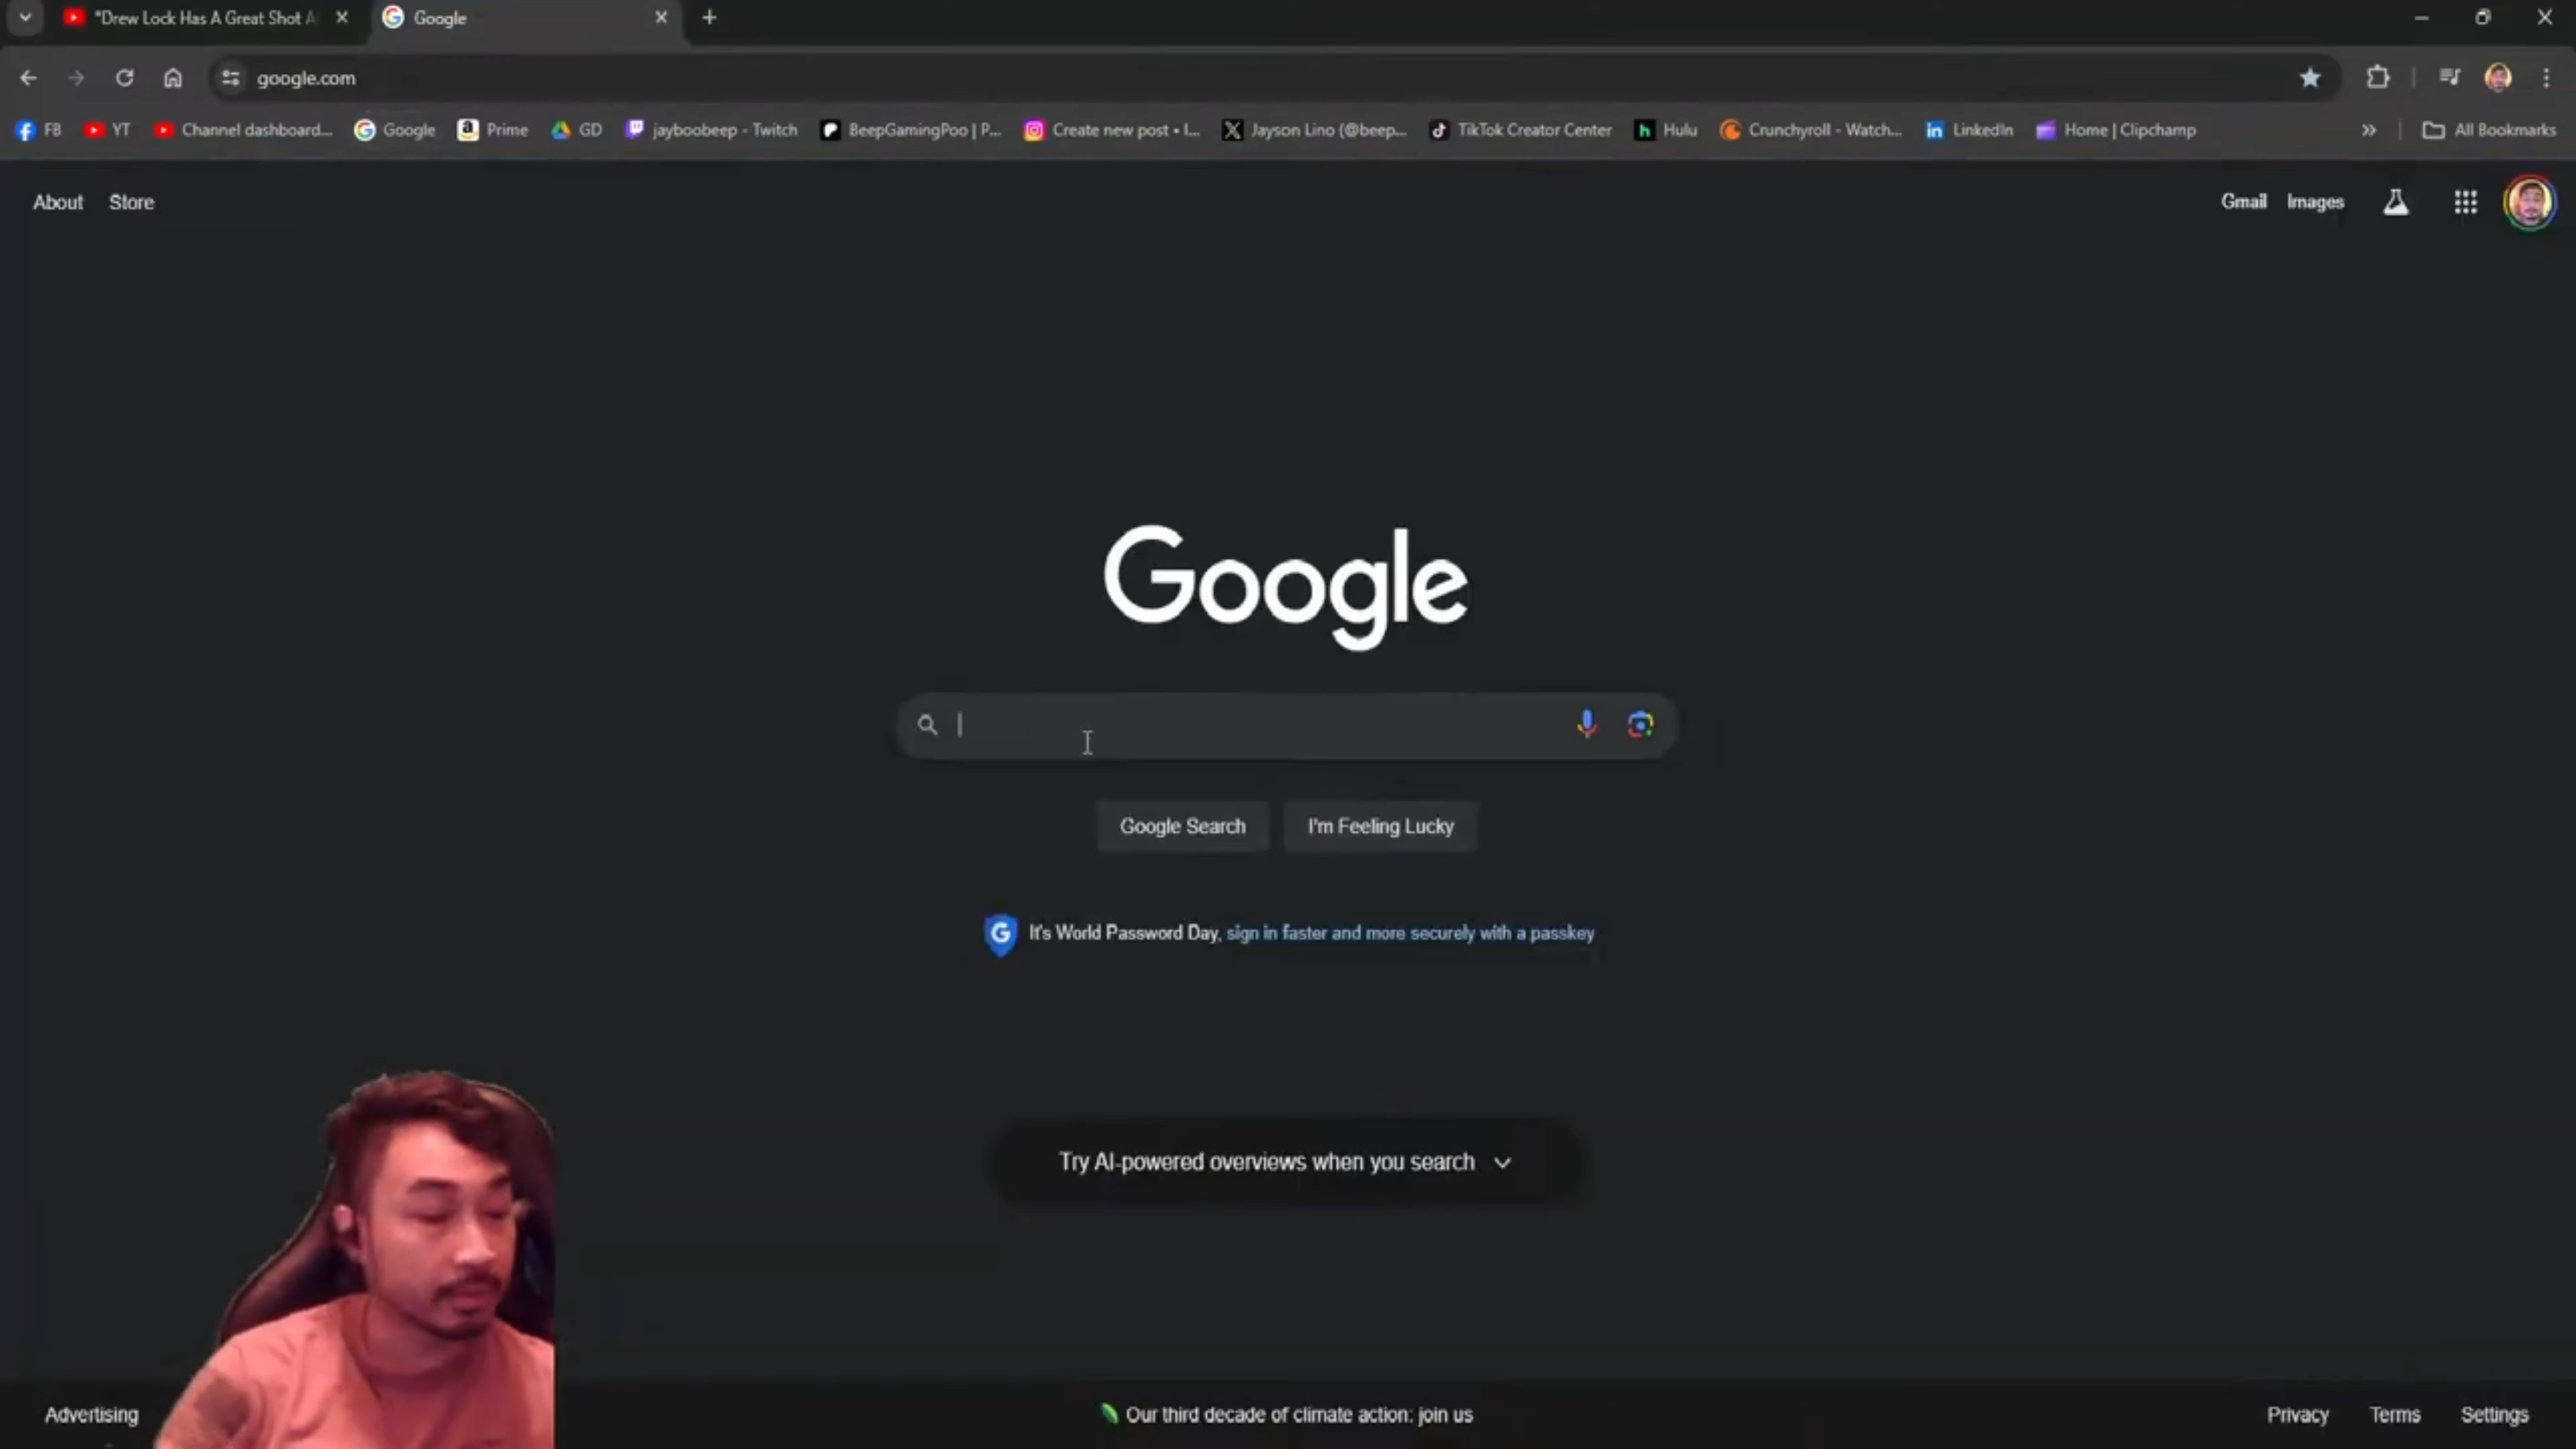 "Drew Lock Has A Great Shot A
Google
google.com
FB
YT
Channel dashboard...
Google
Prime
GD
jayboobeep - Twitch
BeepGamingPoo | P...
Create new post • I...
Jayson Lino (@beep...
TikTok Creator Center
Hulu
Crunchyroll - Watch...
LinkedIn
Home | Clipchamp
All Bookmarks
About
Store
Gmail
Images
Google
Google Search
I'm Feeling Lucky
It's World Password Day, sign in faster and more securely with a passkey
Try AI-powered overviews when you search
Advertising
Our third decade of climate action: join us
Privacy
Terms
Settings